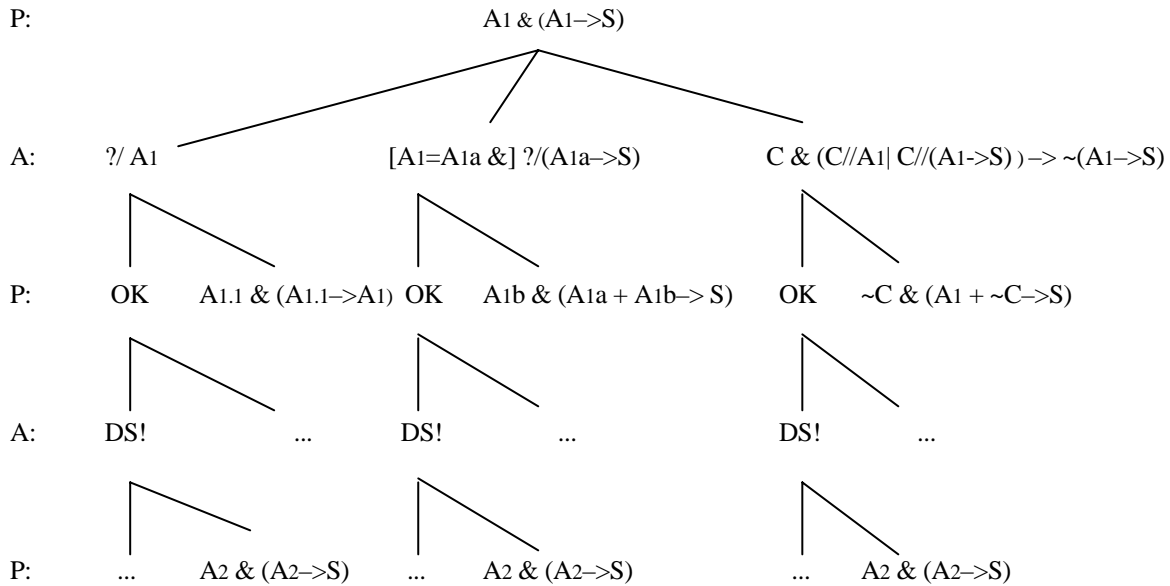 P: A1 & (A1–>S)
A: ?/ A1 [A1=A1a &] ?/(A1a–>S) C & (C//A1| C//(A1->S) ) –> ~(A1–>S)
P: OK A1.1 & (A1.1–>A1) OK A1b & (A1a + A1b–> S) OK ~C & (A1 + ~C–>S)
A: DS! ... DS! ... DS! ...
P: ... A2 & (A2–>S) ... A2 & (A2–>S) ... A2 & (A2–>S)